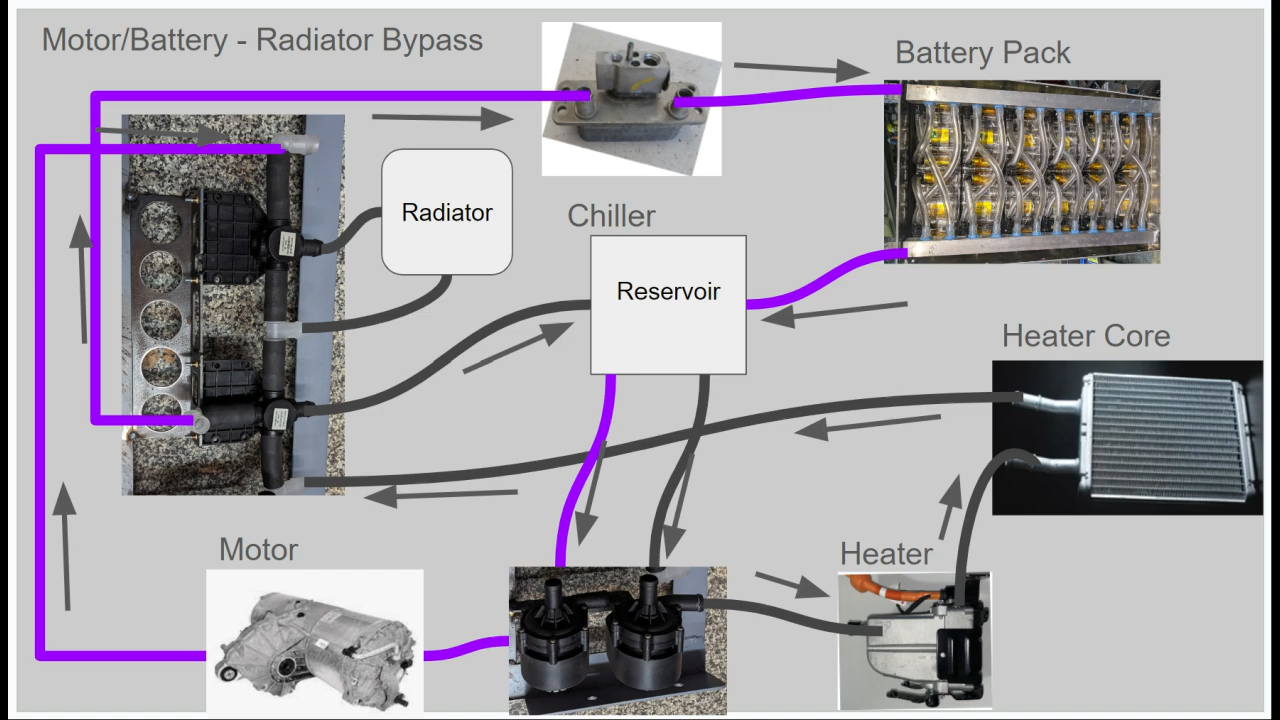 Motor/Battery - Radiator Bypass
Battery Pack
Radiator
Chiller
Reservoir
Heater Core
Motor
Heater